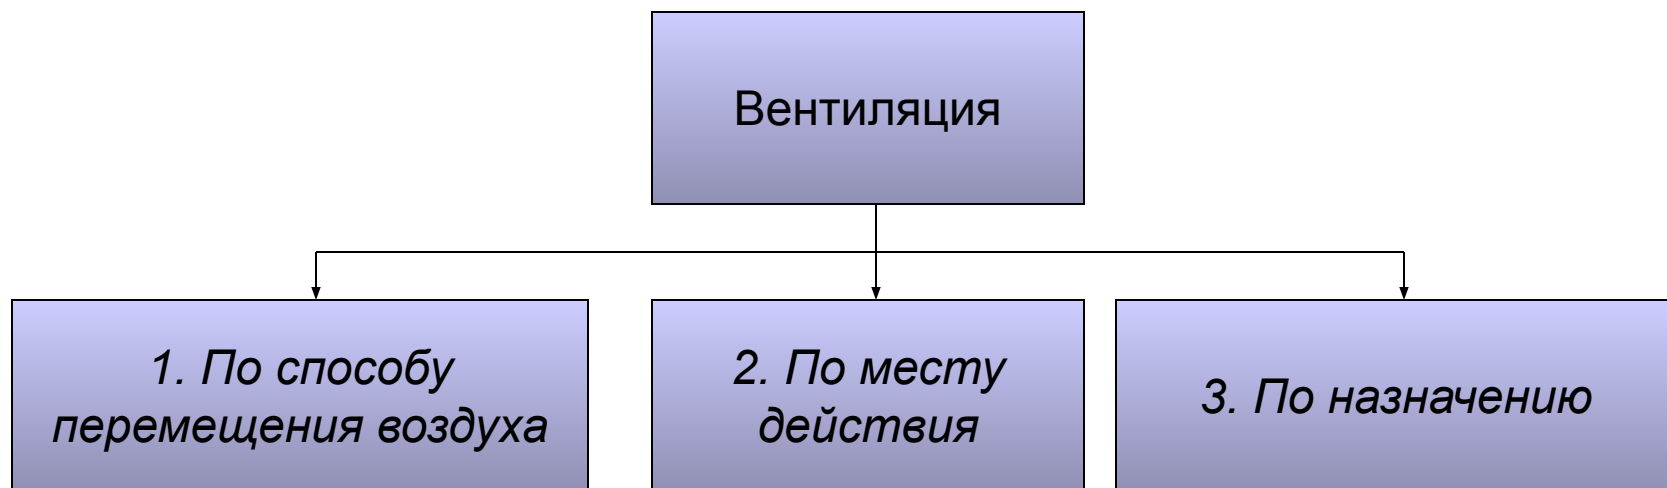 Вентиляция
1. По способу
перемещения воздуха
2. По месту
действия
3. По назначению